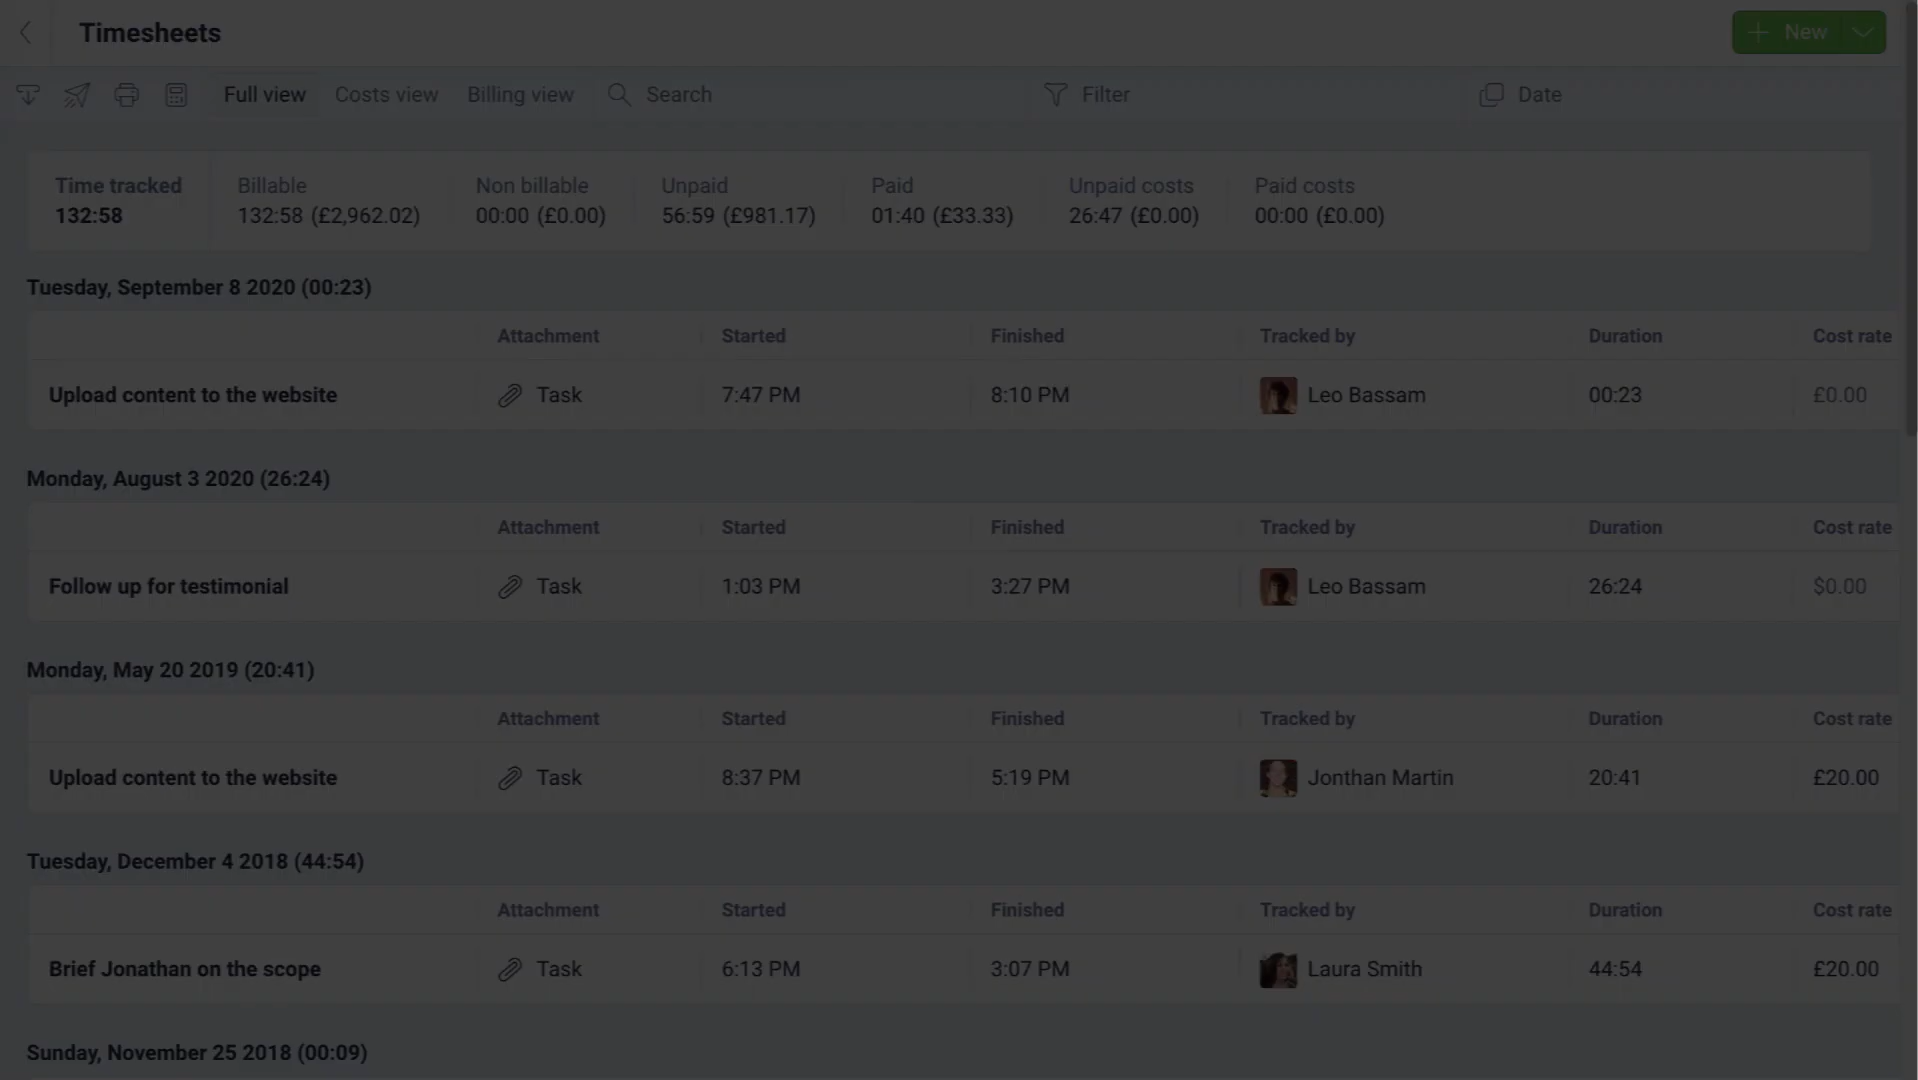 Timesheets
New
Full view Costs view Billing view Search Filter Date
Time tracked Billable Non billable Unpaid Paid Unpaid costs Paid costs
132:58 132:58 (£2,962.02) 00:00 (£0.00) 56:59 (£981.17) 01:40 (£33.33) 26:47 (£0.00) 00:00 (£0.00)
Tuesday, September 8 2020 (00:23)
Attachment Started Finished Tracked by Duration Cost rate
Upload content to the website Task 7:47 PM 8:10 PM Leo Bassam 00:23 £0.00
Monday, August 3 2020 (26:24)
Attachment Started Finished Tracked by Duration Cost rate
Follow up for testimonial Task 1:03 PM 3:27 PM Leo Bassam 26:24 $0.00
Monday, May 20 2019 (20:41)
Attachment Started Finished Tracked by Duration Cost rate
Upload content to the website Task 8:37 PM 5:19 PM Jonthan Martin 20:41 £20.00
Tuesday, December 4 2018 (44:54)
Attachment Started Finished Tracked by Duration Cost rate
Brief Jonathan on the scope Task 6:13 PM 3:07 PM Laura Smith 44:54 £20.00
Sunday, November 25 2018 (00:09)